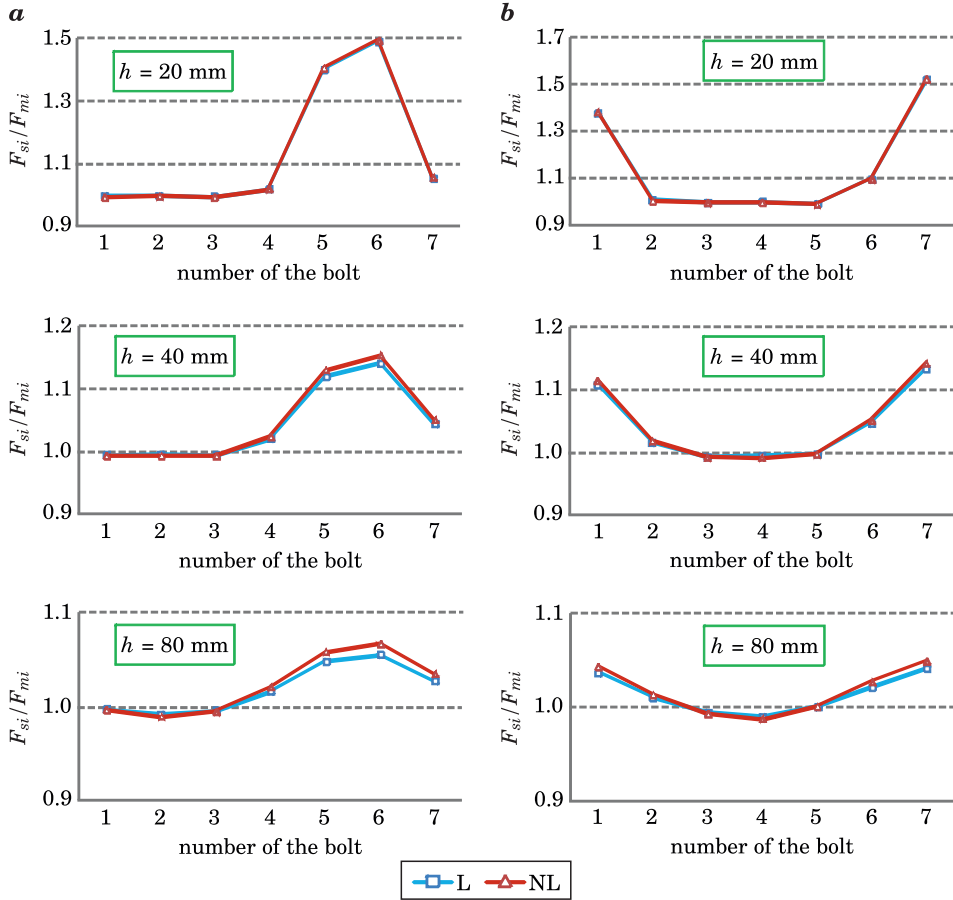 a
1.5
1.3
1.1
0.9
F_si/F_mi
h = 20 mm
1 2 3 4 5 6 7
number of the bolt
b
1.7
1.5
1.3
1.1
0.9
F_si/F_mi
h = 20 mm
1 2 3 4 5 6 7
number of the bolt
1.2
1.1
1.0
0.9
F_si/F_mi
h = 40 mm
1 2 3 4 5 6 7
number of the bolt
1.2
1.1
1.0
0.9
F_si/F_mi
h = 40 mm
1 2 3 4 5 6 7
number of the bolt
1.1
1.0
0.9
F_si/F_mi
h = 80 mm
1 2 3 4 5 6 7
number of the bolt
1.1
1.0
0.9
F_si/F_mi
h = 80 mm
1 2 3 4 5 6 7
number of the bolt
L NL